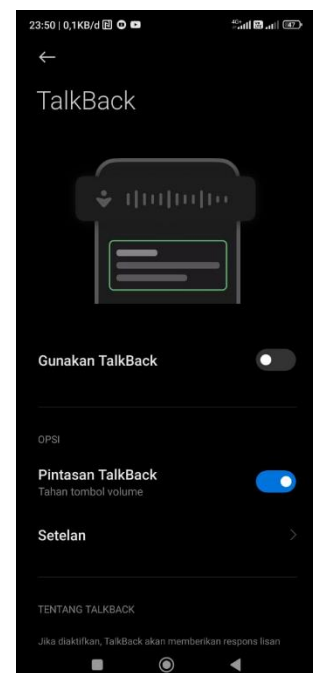 23:50 | 0,1KB/d
TalkBack
Gunakan TalkBack
OPSI
Pintasan TalkBack
Tahan tombol volume
Setelan
TENTANG TALKBACK
Jika diaktifkan, TalkBack akan memberikan respons lisan